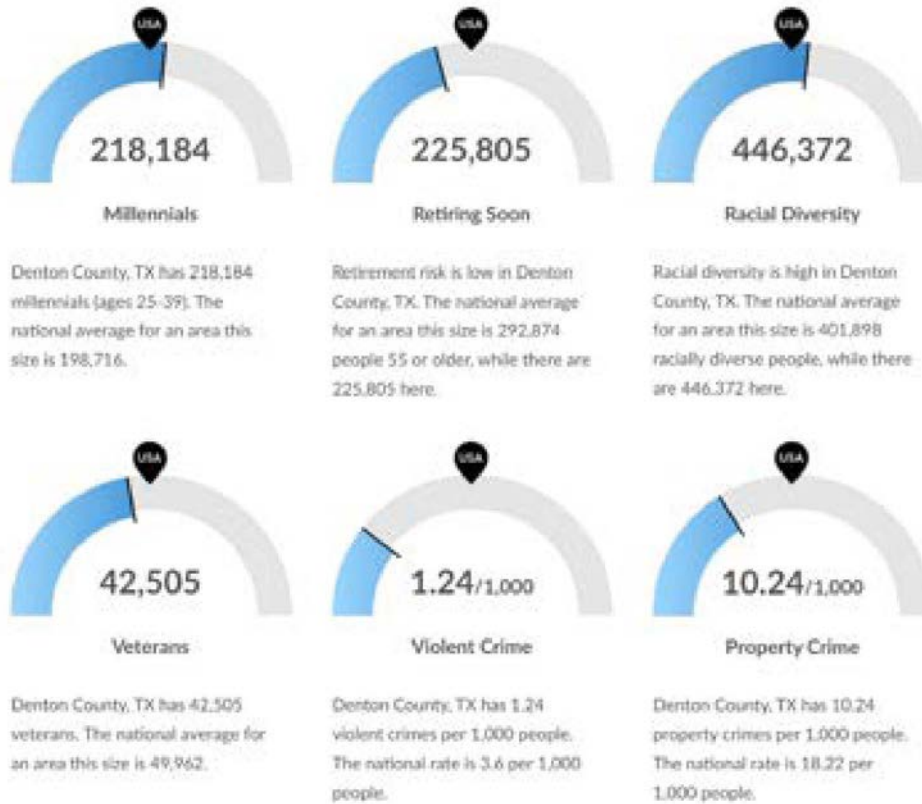 USA
USA
USA
218,184
225,805
446,372
Millennials
Retiring Soon
Racial Diversity
Denton County, TX has 218,184
millennials (ages 25-39). The
national average for an area this
size is 198,716.
Retirement risk is low in Denton
County, TX. The national average
for an area this size is 292,874
people 55 or older, while there are
225,805 here.
Racial diversity is high in Denton
County, TX. The national average
for an area this size is 401,898
racially diverse people, while there
are 446,372 here.
USA
USA
USA
42,505
1.24/1,000
10.24/1,000
Veterans
Violent Crime
Property Crime
Denton County, TX has 42,505
veterans. The national average for
an area this size is 49,962.
Denton County, TX has 1.24
violent crimes per 1,000 people.
The national rate is 3.6 per 1,000
people.
Denton County, TX has 10.24
property crimes per 1,000 people.
The national rate is 18.22 per
1,000 people.